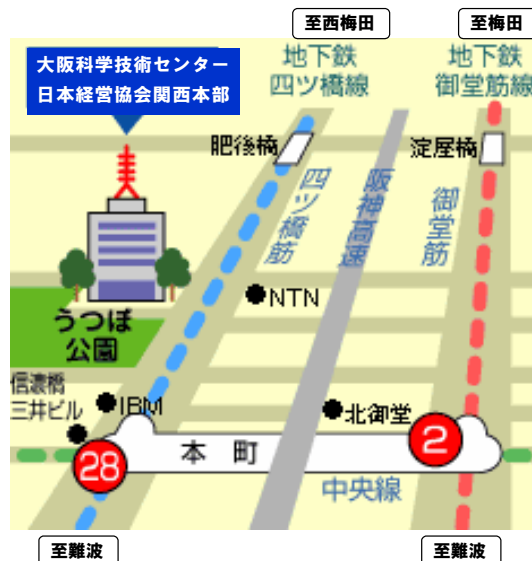 至西梅田
至梅田
大阪科学技術センター
日本経営協会関西本部
地下鉄
四ツ橋線
地下鉄
御堂筋線
肥後橋
淀屋橋
四ツ橋筋
阪神高速
御堂筋
NTN
うつぼ
公園
信濃橋
三井ビル
IBM
北御堂
2
28
本町
中央線
至難波
至難波